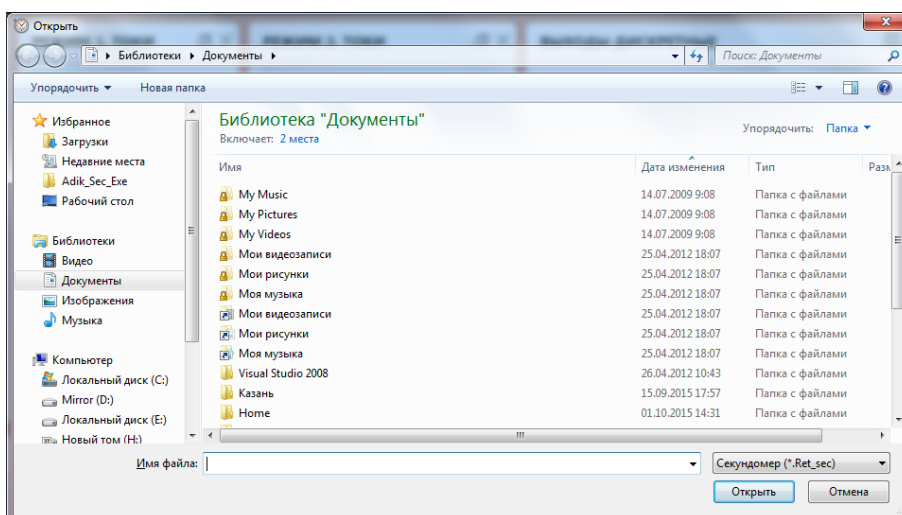 Открыть
Библиотеки Документы Поиск: Документы
Упорядочить Новая папка
Избранное
Загрузки
Недавние места
Adik_Sec_Exe
Рабочий стол
Библиотеки
Видео
Документы
Изображения
Музыка
Компьютер
Локальный диск (C:)
Mirror (D:)
Локальный диск (E:)
Новый том (H:)
Библиотека "Документы"
Включает: 2 места
Упорядочить: Папка
Имя Дата изменения Тип Разм
My Music 14.07.2009 9:08 Папка с файлами
My Pictures 14.07.2009 9:08 Папка с файлами
My Videos 14.07.2009 9:08 Папка с файлами
Мои видеозаписи 25.04.2012 18:07 Папка с файлами
Мои рисунки 25.04.2012 18:07 Папка с файлами
Моя музыка 25.04.2012 18:07 Папка с файлами
Мои видеозаписи 25.04.2012 18:07 Папка с файлами
Мои рисунки 25.04.2012 18:07 Папка с файлами
Моя музыка 25.04.2012 18:07 Папка с файлами
Visual Studio 2008 26.04.2012 10:43 Папка с файлами
Казань 15.09.2015 17:57 Папка с файлами
Home 01.10.2015 14:31 Папка с файлами
Имя файла: Секундомер (*.Ret_sec)
Открыть Отмена